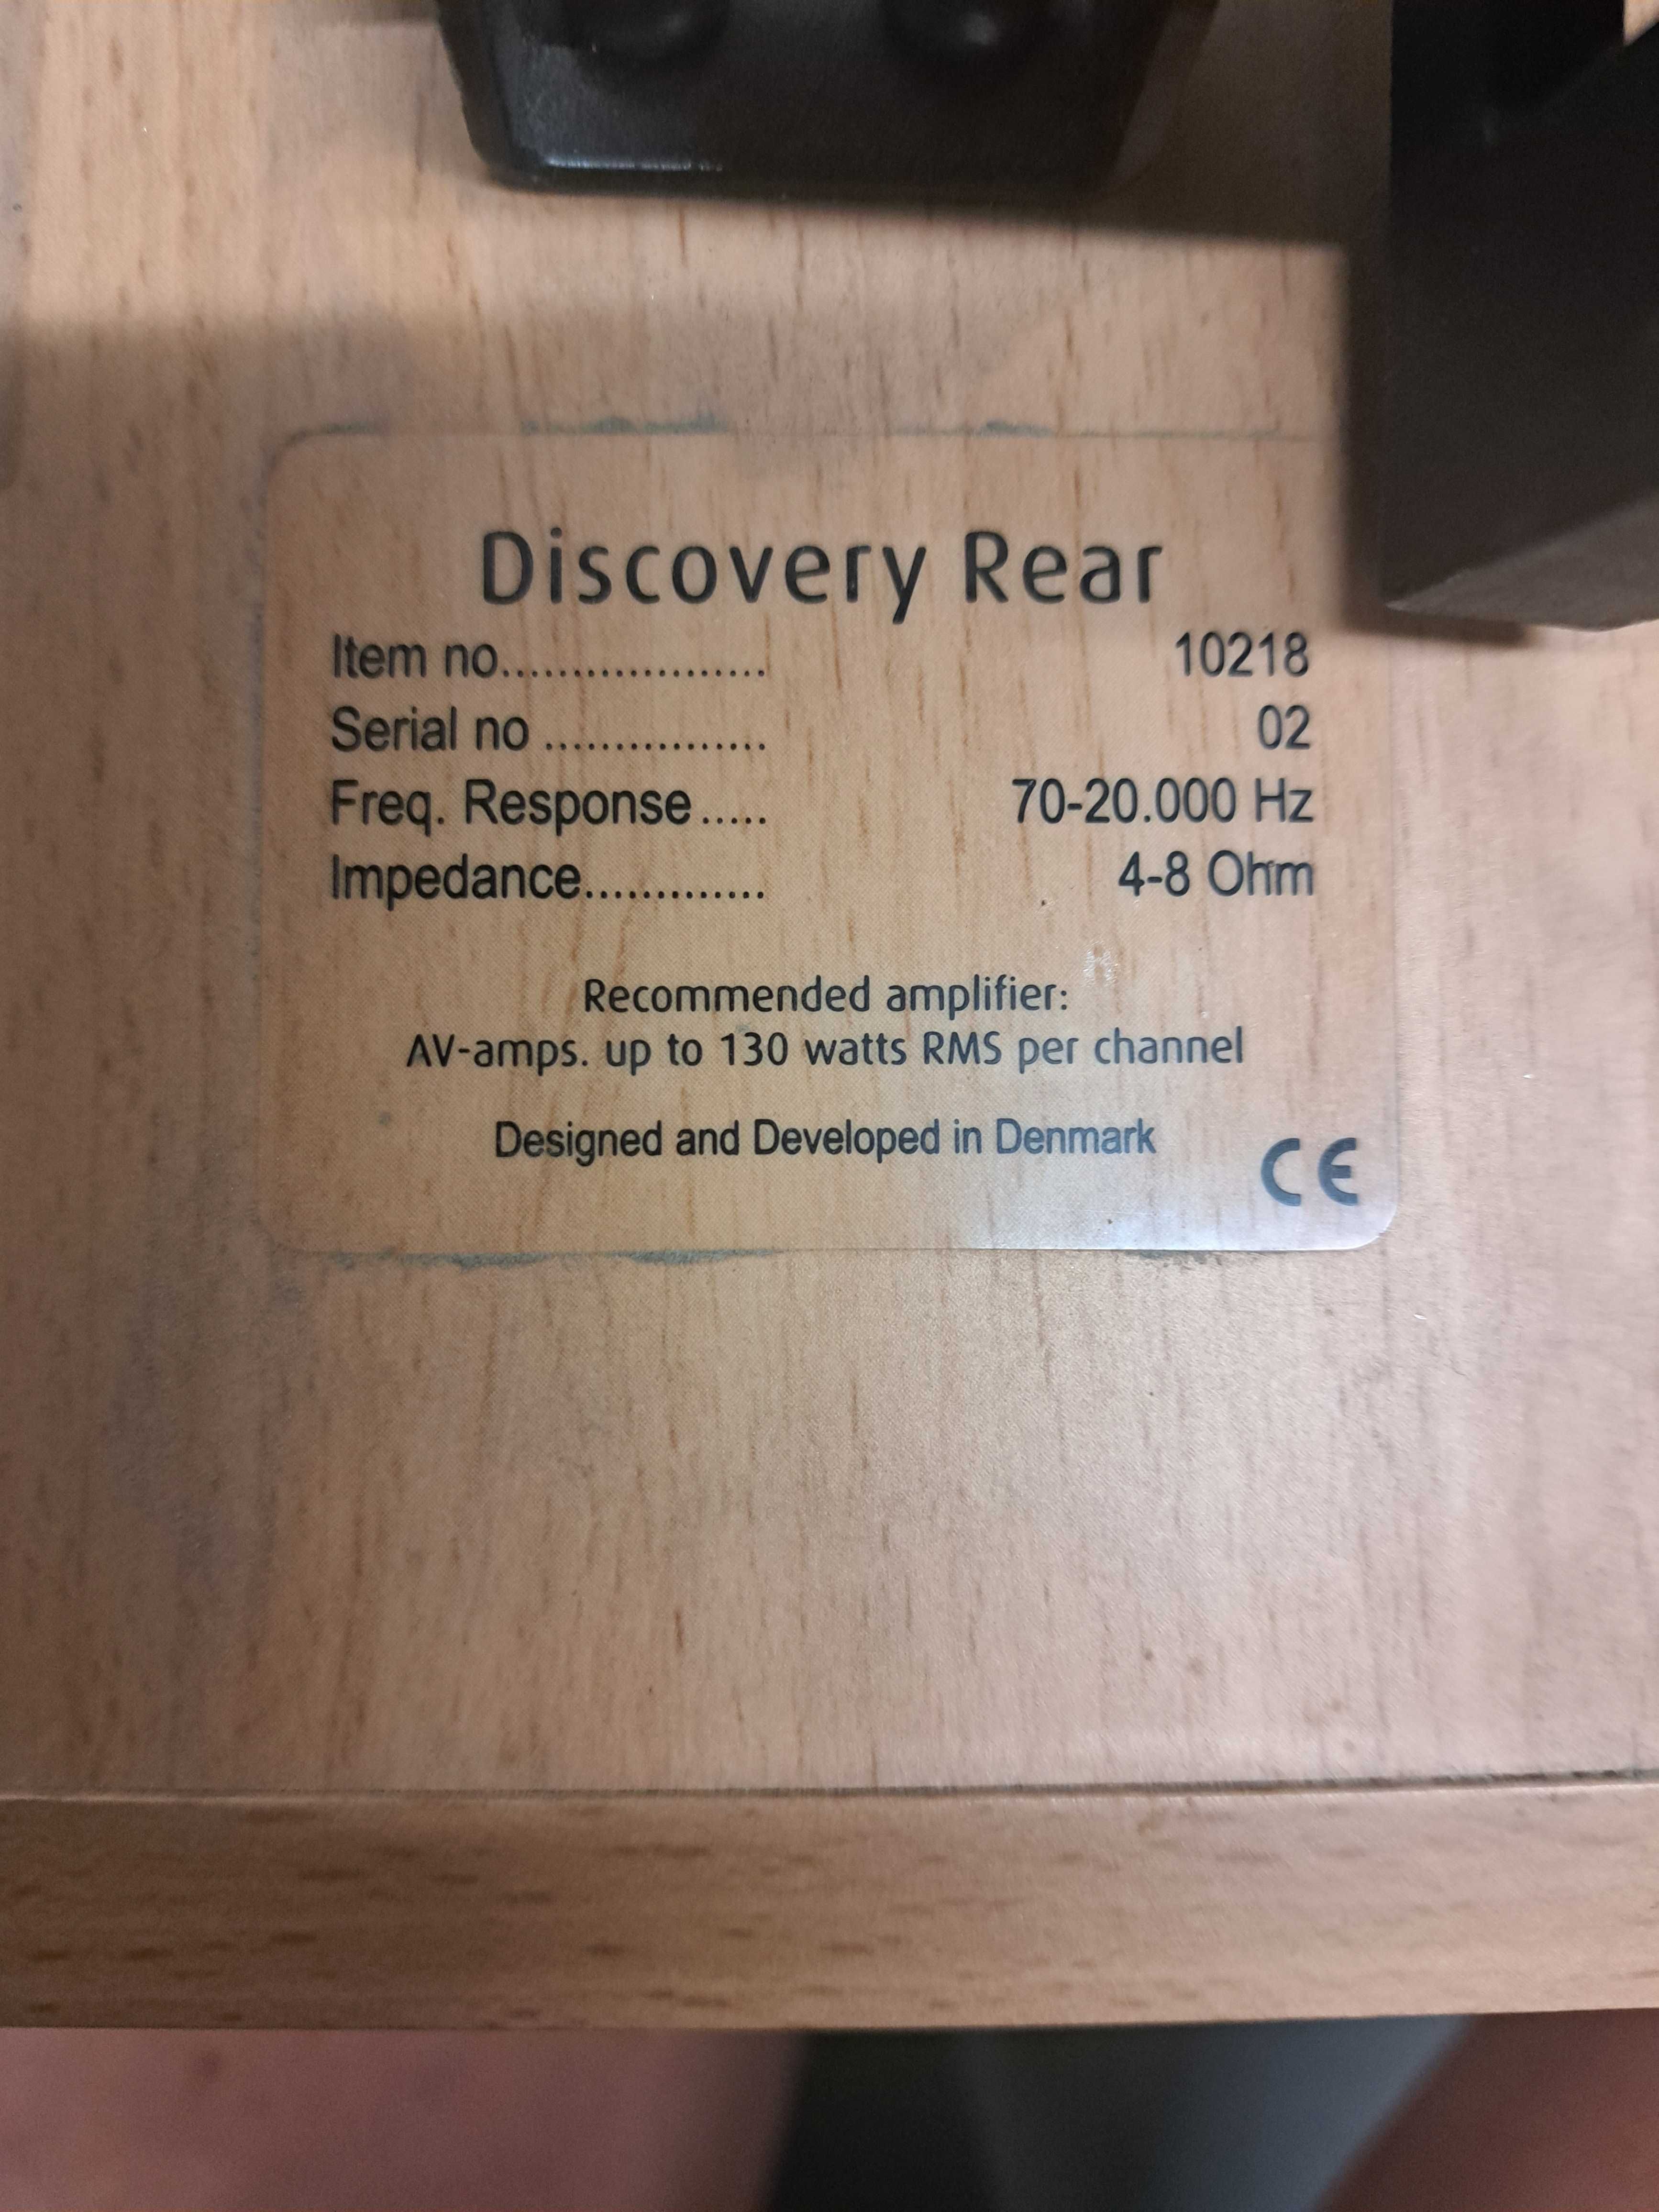 Discovery Rear
Item no................... 10218
Serial no ................ 02
Freq. Response..... 70-20.000 Hz
Impedance............. 4-8 Ohm
Recommended amplifier:
AV-amps. up to 130 watts RMS per channel
Designed and Developed in Denmark
CE